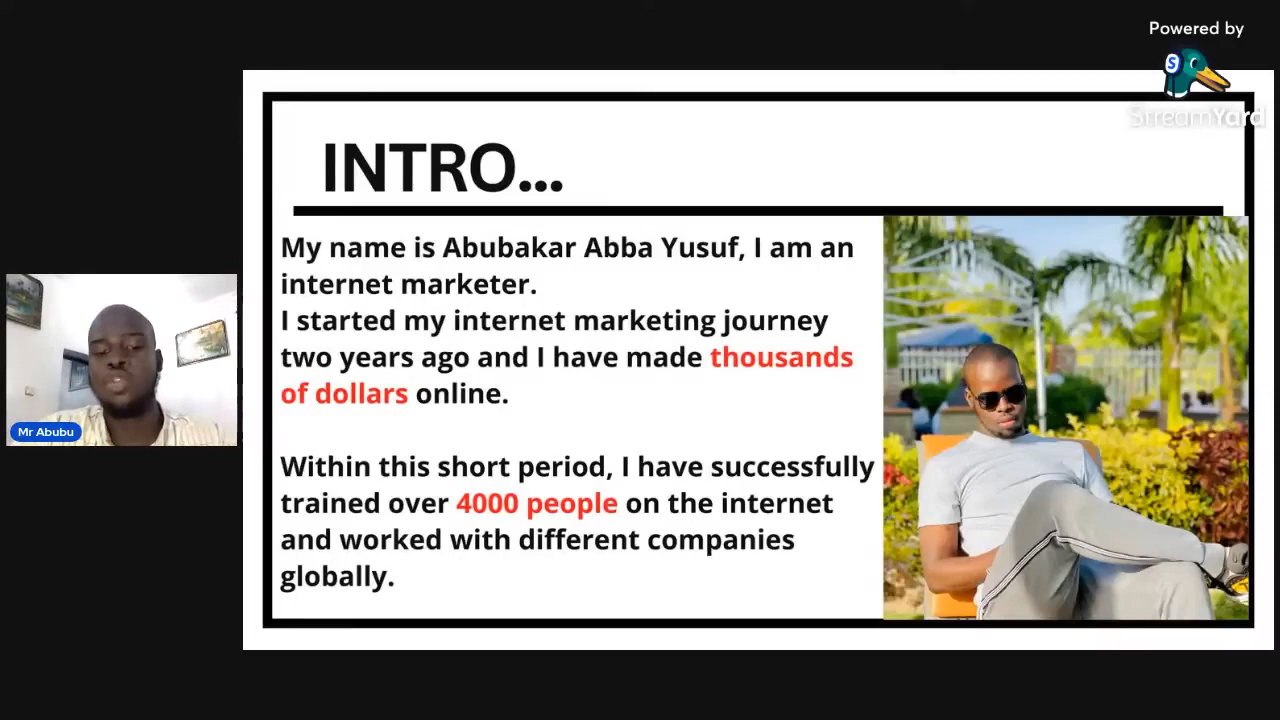 Powered by
S
StreamYard
INTRO...
My name is Abubakar Abba Yusuf, I am an
internet marketer.
I started my internet marketing journey
two years ago and I have made thousands
of dollars online.
Within this short period, I have successfully
trained over 4000 people on the internet
and worked with different companies
globally.
Mr Abubu